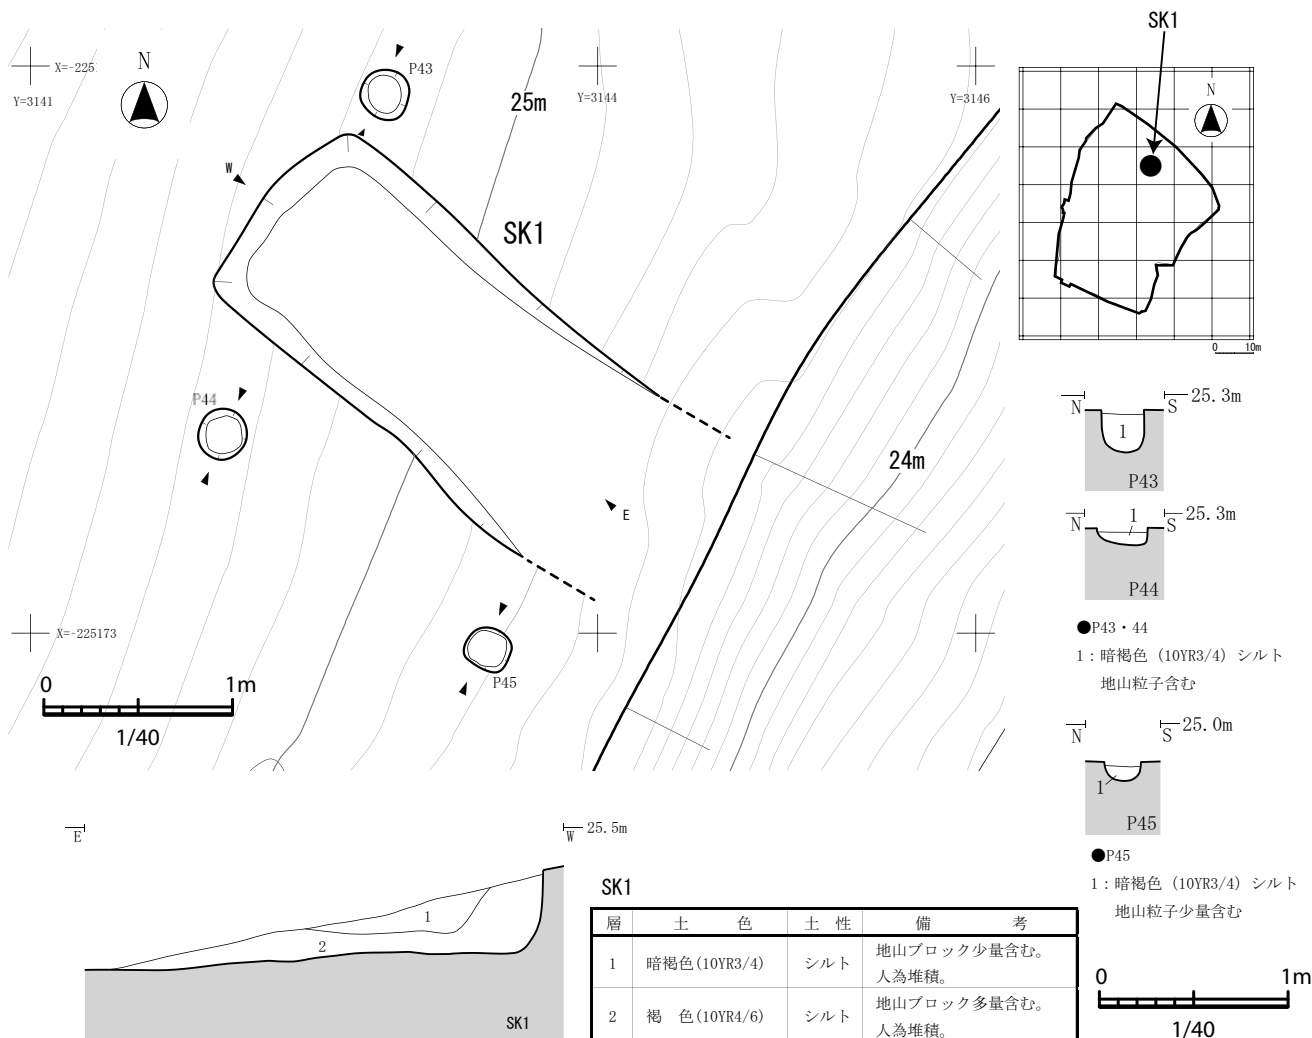 SK1
N
P43
X=-225
Y=3141
25m
Y=3144
Y=3146
N
W
SK1
0 10m
P44
24m
E
X=-225173
P45
0 1m
1/40
N S 25.3m
1
P43
N S 25.3m
1
P44
●P43・44
1：暗褐色（10YR3/4）シルト
地山粒子含む
N S 25.0m
1
P45
●P45
1：暗褐色（10YR3/4）シルト
地山粒子少量含む
0 1m
1/40
E W 25.5m
1
2
SK1
SK1
層 土 色 土 性 備 考
1 暗褐色(10YR3/4) シルト 地山ブロック少量含む。
人為堆積。
2 褐 色(10YR4/6) シルト 地山ブロック多量含む。
人為堆積。